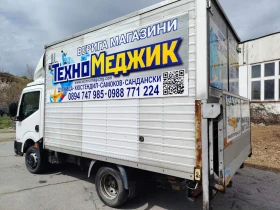 ВЕРИГА МАГАЗИНИ
ТЕХНО МЕДЖИК
КЮСТЕНДИЛ-САМОКОВ-САНДАНСКИ
0894 747 985-0988 771 224